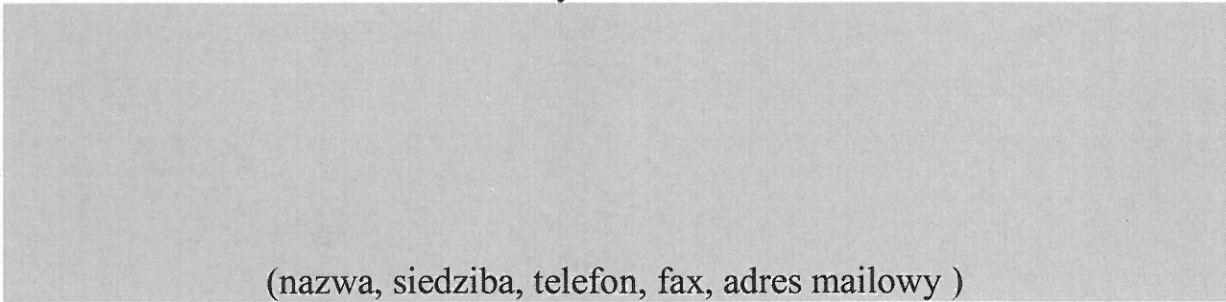 (nazwa, siedziba, telefon, fax, adres mailowy )